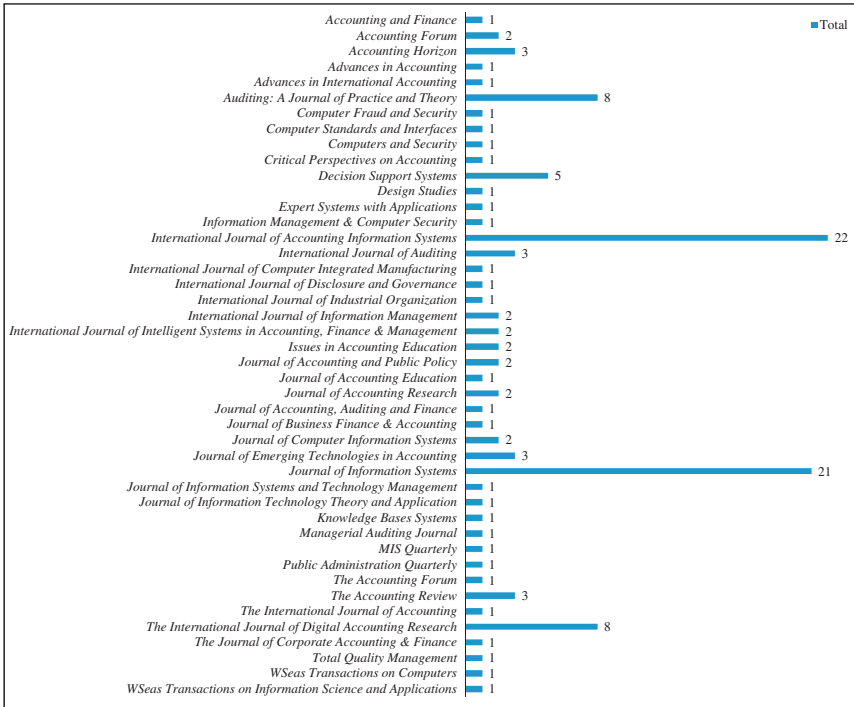 Total
Accounting and Finance 1
Accounting Forum 2
Accounting Horizon 3
Advances in Accounting 1
Advances in International Accounting 1
Auditing: A Journal of Practice and Theory 8
Computer Fraud and Security 1
Computer Standards and Interfaces 1
Computers and Security 1
Critical Perspectives on Accounting 1
Decision Support Systems 5
Design Studies 1
Expert Systems with Applications 1
Information Management & Computer Security 1
International Journal of Accounting Information Systems 22
International Journal of Auditing 3
International Journal of Computer Integrated Manufacturing 1
International Journal of Disclosure and Governance 1
International Journal of Industrial Organization 1
International Journal of Information Management 2
International Journal of Intelligent Systems in Accounting, Finance & Management 2
Issues in Accounting Education 2
Journal of Accounting and Public Policy 2
Journal of Accounting Education 1
Journal of Accounting Research 2
Journal of Accounting, Auditing and Finance 1
Journal of Business Finance & Accounting 1
Journal of Computer Information Systems 2
Journal of Emerging Technologies in Accounting 3
Journal of Information Systems 21
Journal of Information Systems and Technology Management 1
Journal of Information Technology Theory and Application 1
Knowledge Bases Systems 1
Managerial Auditing Journal 1
MIS Quarterly 1
Public Administration Quarterly 1
The Accounting Forum 1
The Accounting Review 3
The International Journal of Accounting 1
The International Journal of Digital Accounting Research 8
The Journal of Corporate Accounting & Finance 1
Total Quality Management 1
WSeas Transactions on Computers 1
WSeas Transactions on Information Science and Applications 1